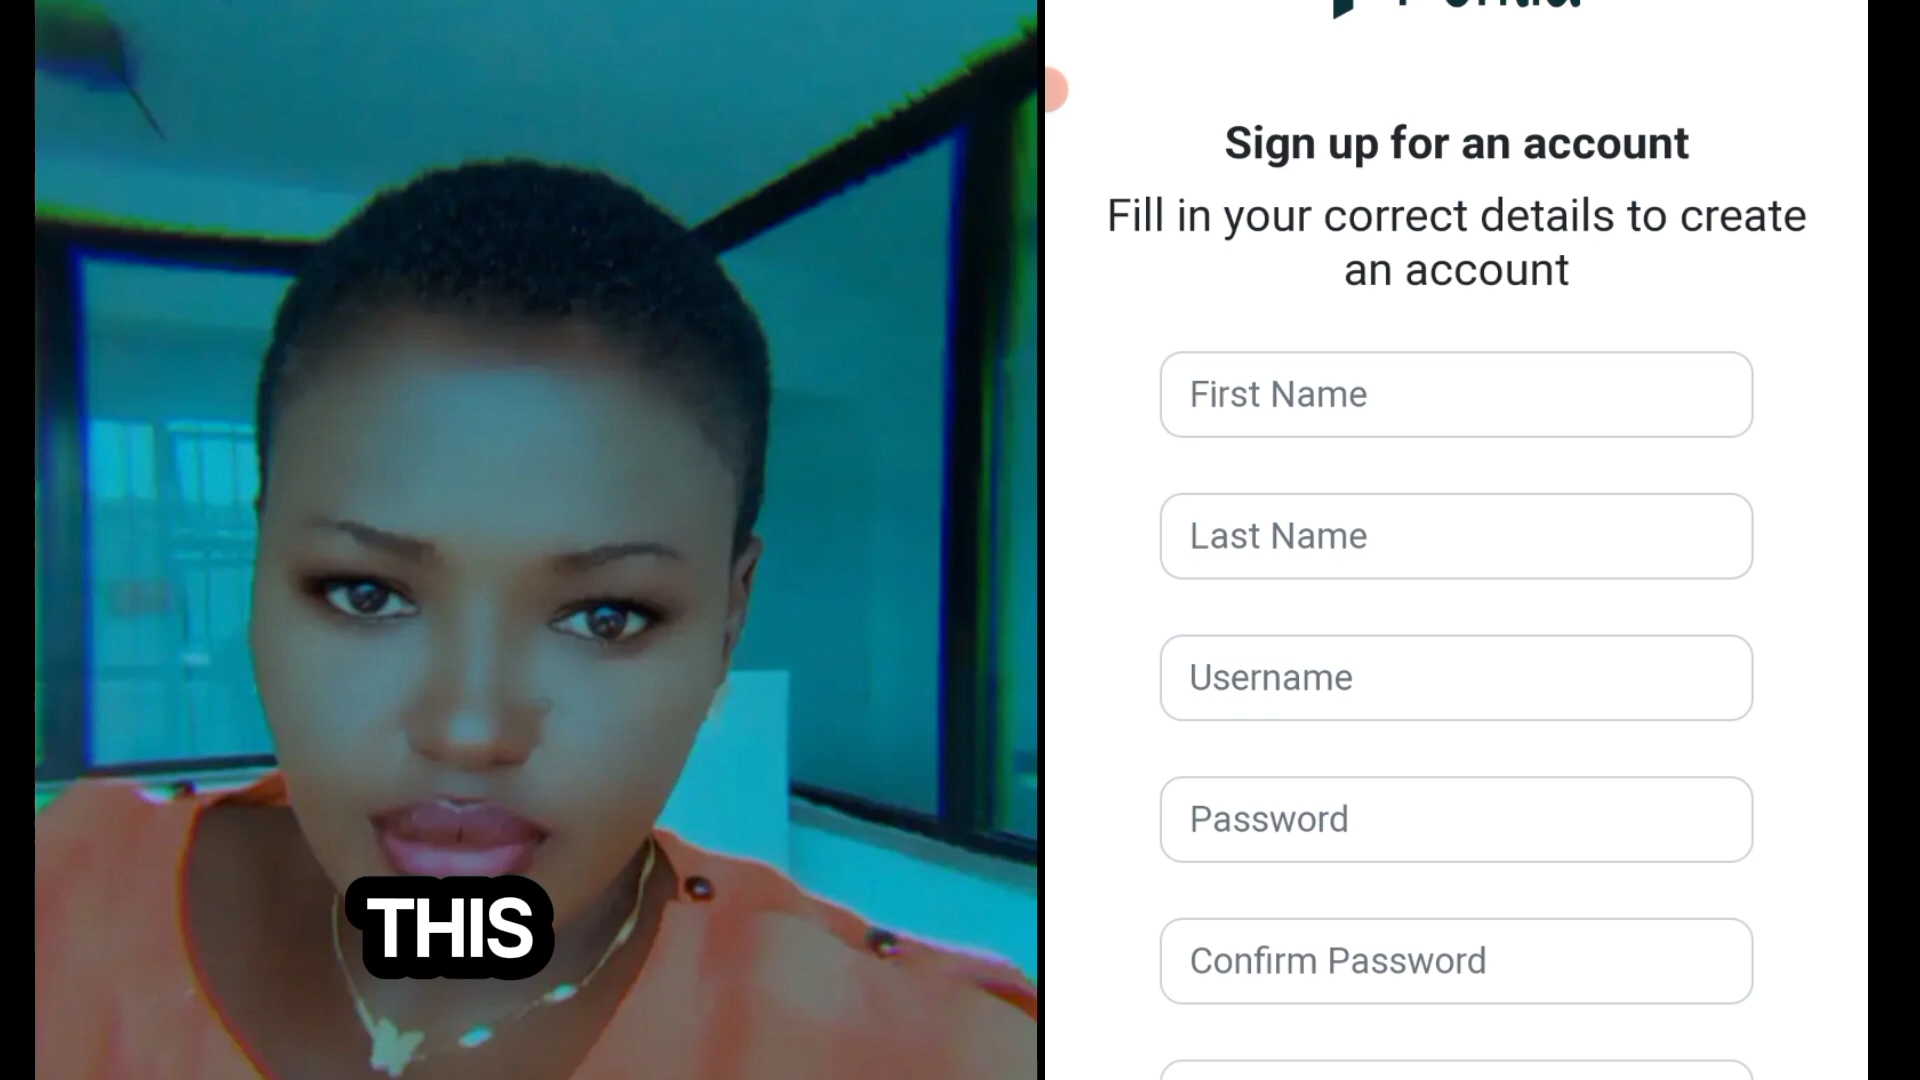 THIS
Sign up for an account
Fill in your correct details to create
an account
First Name
Last Name
Username
Password
Confirm Password